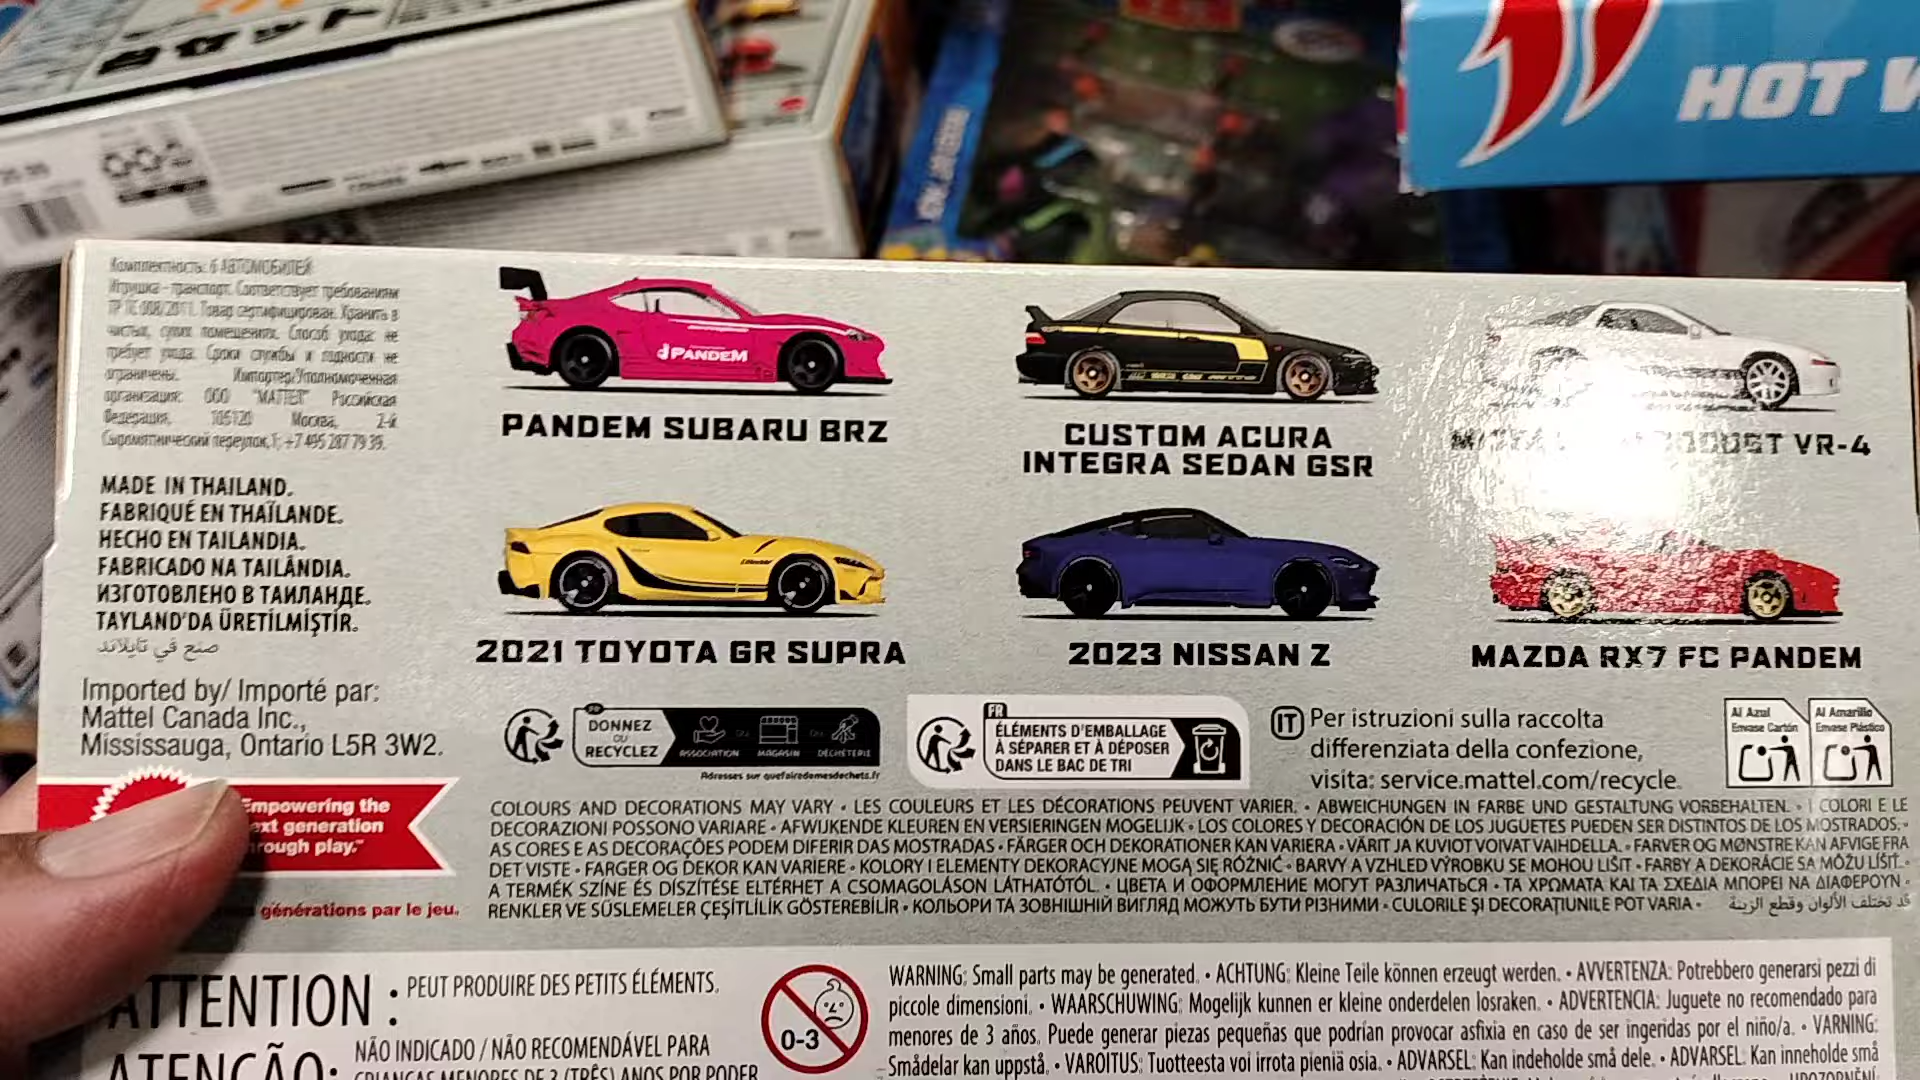 HOT
Комплектность: 6 АВТОМОБИЛЕЙ
Игрушка - транспорт. Соответствует требованиям
ТР ТС 008/2011. Товар сертифицирован. Хранить в
чистых, сухих помещениях. Способ ухода: не
требует ухода. Сроки службы и годности не
ограничены. Импортер/Уполномоченная
организация: ООО "МАТТЕЛ" Российская
Федерация, 105120 Москва, 2-й
Сыромятнический переулок, 1; +7 495 287 79 39.
MADE IN THAILAND.
FABRIQUÉ EN THAÏLANDE.
HECHO EN TAILANDIA.
FABRICADO NA TAILÂNDIA.
ИЗГОТОВЛЕНО В ТАИЛАНДЕ.
TAYLAND'DA ÜRETİLMİŞTİR.
صنع في تايلاند
Imported by/ Importé par:
Mattel Canada Inc.,
Mississauga, Ontario L5R 3W2.
Empowering the
next generation
through play.™
générations par le jeu.
PANDEM
PANDEM SUBARU BRZ
CUSTOM ACURA
INTEGRA SEDAN GSR
VR-4
2021 TOYOTA GR SUPRA
2023 NISSAN Z
MAZDA RX7 FC PANDEM
FR
DONNEZ
OU
RECYCLEZ
ASSOCIATION OU MAGASIN OU DÉCHÈTERIE
Adresses sur quefairedemesdechets.fr
FR
ÉLÉMENTS D'EMBALLAGE
À SÉPARER ET À DÉPOSER
DANS LE BAC DE TRI
IT Per istruzioni sulla raccolta
differenziata della confezione,
visita: service.mattel.com/recycle.
Al Azul
Envase Cartón
Al Amarillo
Envase Plástico
COLOURS AND DECORATIONS MAY VARY • LES COULEURS ET LES DÉCORATIONS PEUVENT VARIER. • ABWEICHUNGEN IN FARBE UND GESTALTUNG VORBEHALTEN. • I COLORI E LE
DECORAZIONI POSSONO VARIARE • AFWIJKENDE KLEUREN EN VERSIERINGEN MOGELIJK • LOS COLORES Y DECORACIÓN DE LOS JUGUETES PUEDEN SER DISTINTOS DE LOS MOSTRADOS. •
AS CORES E AS DECORAÇÕES PODEM DIFERIR DAS MOSTRADAS • FÄRGER OCH DEKORATIONER KAN VARIERA • VÄRIT JA KUVIOT VOIVAT VAIHDELLA. • FARVER OG MØNSTRE KAN AFVIGE FRA
DET VISTE • FARGER OG DEKOR KAN VARIERE • KOLORY I ELEMENTY DEKORACYJNE MOGĄ SIĘ RÓŻNIĆ • BARVY A VZHLED VÝROBKU SE MOHOU LIŠIT • FARBY A DEKORÁCIE SA MÔŽU LÍŠIŤ. •
A TERMÉK SZÍNE ÉS DÍSZÍTÉSE ELTÉRHET A CSOMAGOLÁSON LÁTHATÓTÓL. • ЦВЕТА И ОФОРМЛЕНИЕ МОГУТ РАЗЛИЧАТЬСЯ • ΤΑ ΧΡΩΜΑΤΑ ΚΑΙ ΤΑ ΣΧΕΔΙΑ ΜΠΟΡΕΙ ΝΑ ΔΙΑΦΕΡΟΥΝ •
RENKLER VE SÜSLEMELER ÇEŞİTLİLİK GÖSTEREBİLİR • КОЛЬОРИ ТА ЗОВНІШНІЙ ВИГЛЯД МОЖУТЬ БУТИ РІЗНИМИ • CULORILE ȘI DECORAȚIUNILE POT VARIA • قد تختلف الألوان وقطع الزينة
ATTENTION : PEUT PRODUIRE DES PETITS ÉLÉMENTS.
ATENÇÃO: NÃO INDICADO / NÃO RECOMENDÁVEL PARA
CRIANÇAS MENORES DE 3 (TRÊS) ANOS POR PODER
0-3
WARNING: Small parts may be generated. • ACHTUNG: Kleine Teile können erzeugt werden. • AVVERTENZA: Potrebbero generarsi pezzi di
piccole dimensioni. • WAARSCHUWING: Mogelijk kunnen er kleine onderdelen losraken. • ADVERTENCIA: Juguete no recomendado para
menores de 3 años. Puede generar piezas pequeñas que podrían provocar asfixia en caso de ser ingeridas por el niño/a. • VARNING:
Smådelar kan uppstå. • VAROITUS: Tuotteesta voi irrota pieniä osia. • ADVARSEL: Kan indeholde små dele. • ADVARSEL: Kan inneholde små